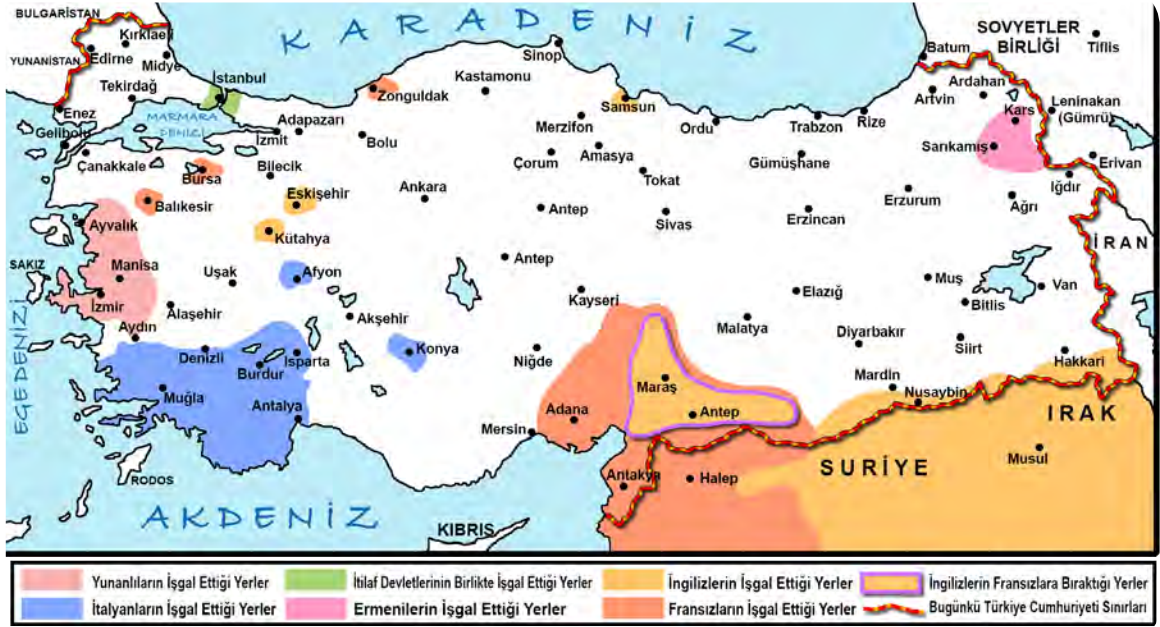 BULGARİSTAN
KARADENİZ
SOVYETLER
BİRLİĞİ
Tiflis
Kırklaeli
Edirne
YUNANİSTAN
Midye
Sinop
Batum
İstanbul
Kastamonu
Ardahan
Tekirdağ
Zonguldak
Samsun
Artvin
Kars
Leninakan
(Gümrü)
Enez
MARMARA
DENİZİ
Adapazarı
Merzifon
Ordu
Trabzon
Rize
Gelibolu
İzmit
Bolu
Amasya
Sarıkamış
Çanakkale
Bilecik
Çorum
Gümüşhane
Erivan
Bursa
Tokat
Iğdır
Eskişehir
Ankara
Balıkesir
Antep
Sivas
Erzincan
Erzurum
Ağrı
Ayvalık
Kütahya
İRAN
SAKIZ
Manisa
Uşak
Afyon
Antep
Muş
Van
İzmir
Kayseri
Elazığ
Bitlis
EGE DENİZİ
Alaşehir
Akşehir
Malatya
Aydın
Diyarbakır
Denizli
Isparta
Konya
Niğde
Siirt
Hakkari
Burdur
Muğla
Maraş
Mardin
Nusaybin
Antalya
Adana
Antep
IRAK
Mersin
SURİYE
Musul
RODOS
Antakya
Halep
AKDENİZ
KIBRIS
Yunanlıların İşgal Ettiği Yerler
İtilaf Devletlerinin Birlikte İşgal Ettiği Yerler
İngilizlerin İşgal Ettiği Yerler
İngilizlerin Fransızlara Bıraktığı Yerler
İtalyanların İşgal Ettiği Yerler
Ermenilerin İşgal Ettiği Yerler
Fransızların İşgal Ettiği Yerler
Bugünkü Türkiye Cumhuriyeti Sınırları